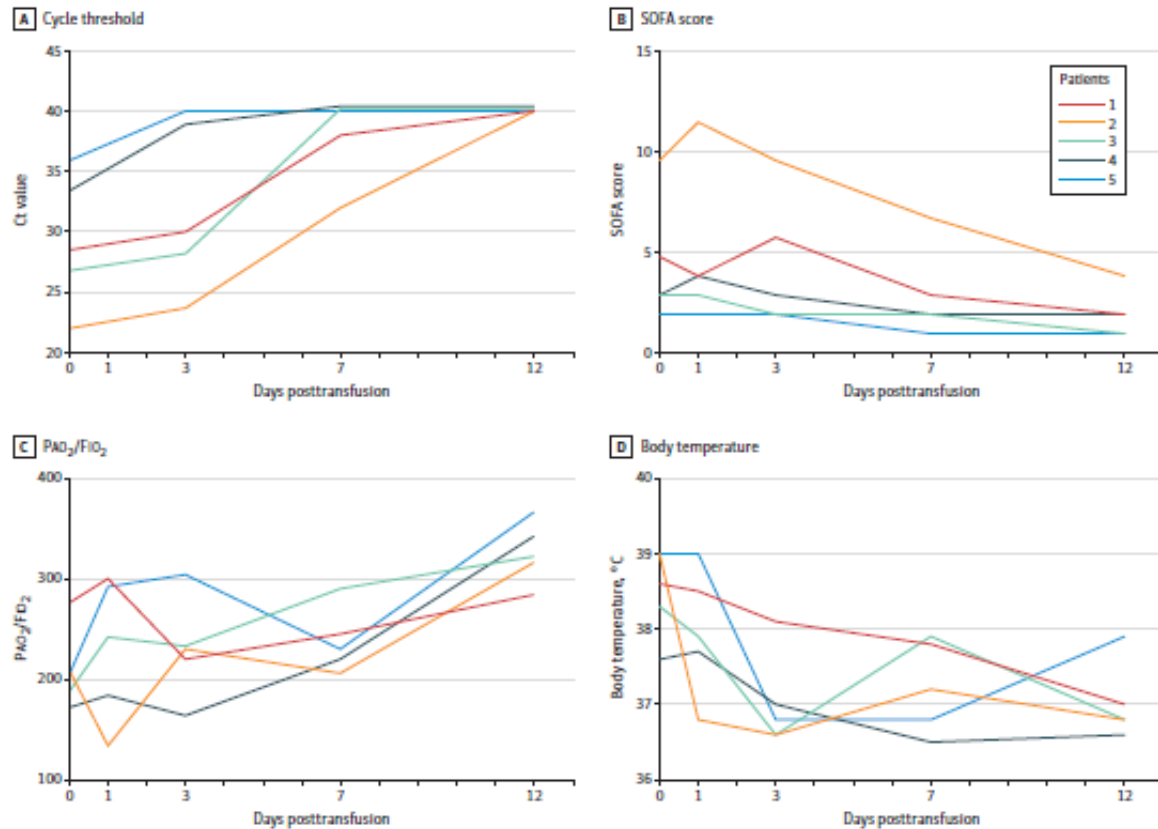 A Cycle threshold
45
40
35
30
25
20
Ct value
0 1 3 7 12
Days posttransfusion
B SOFA score
15
10
5
0
SOFA score
0 1 3 7 12
Days posttransfusion
Patients
1
2
3
4
5
C PAO2/FIO2
400
300
200
100
PAO2/FIO2
0 1 3 7 12
Days posttransfusion
D Body temperature
40
39
38
37
36
Body temperature, °C
0 1 3 7 12
Days posttransfusion